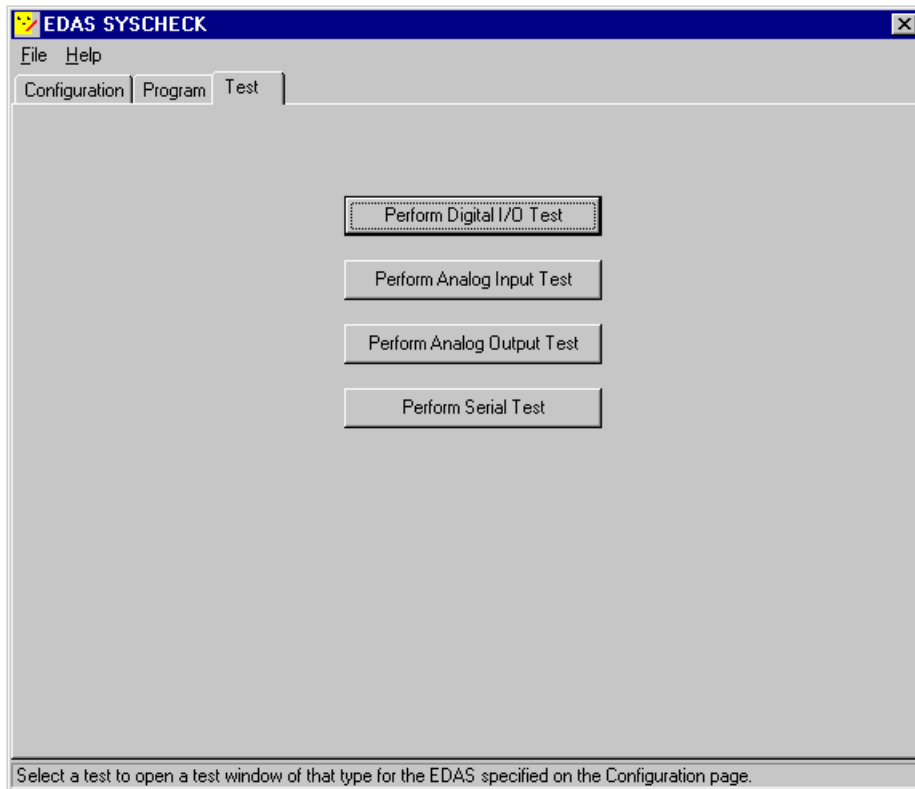 EDAS SYSCHECK
File Help
Configuration Program Test
Perform Digital I/O Test
Perform Analog Input Test
Perform Analog Output Test
Perform Serial Test
Select a test to open a test window of that type for the EDAS specified on the Configuration page.